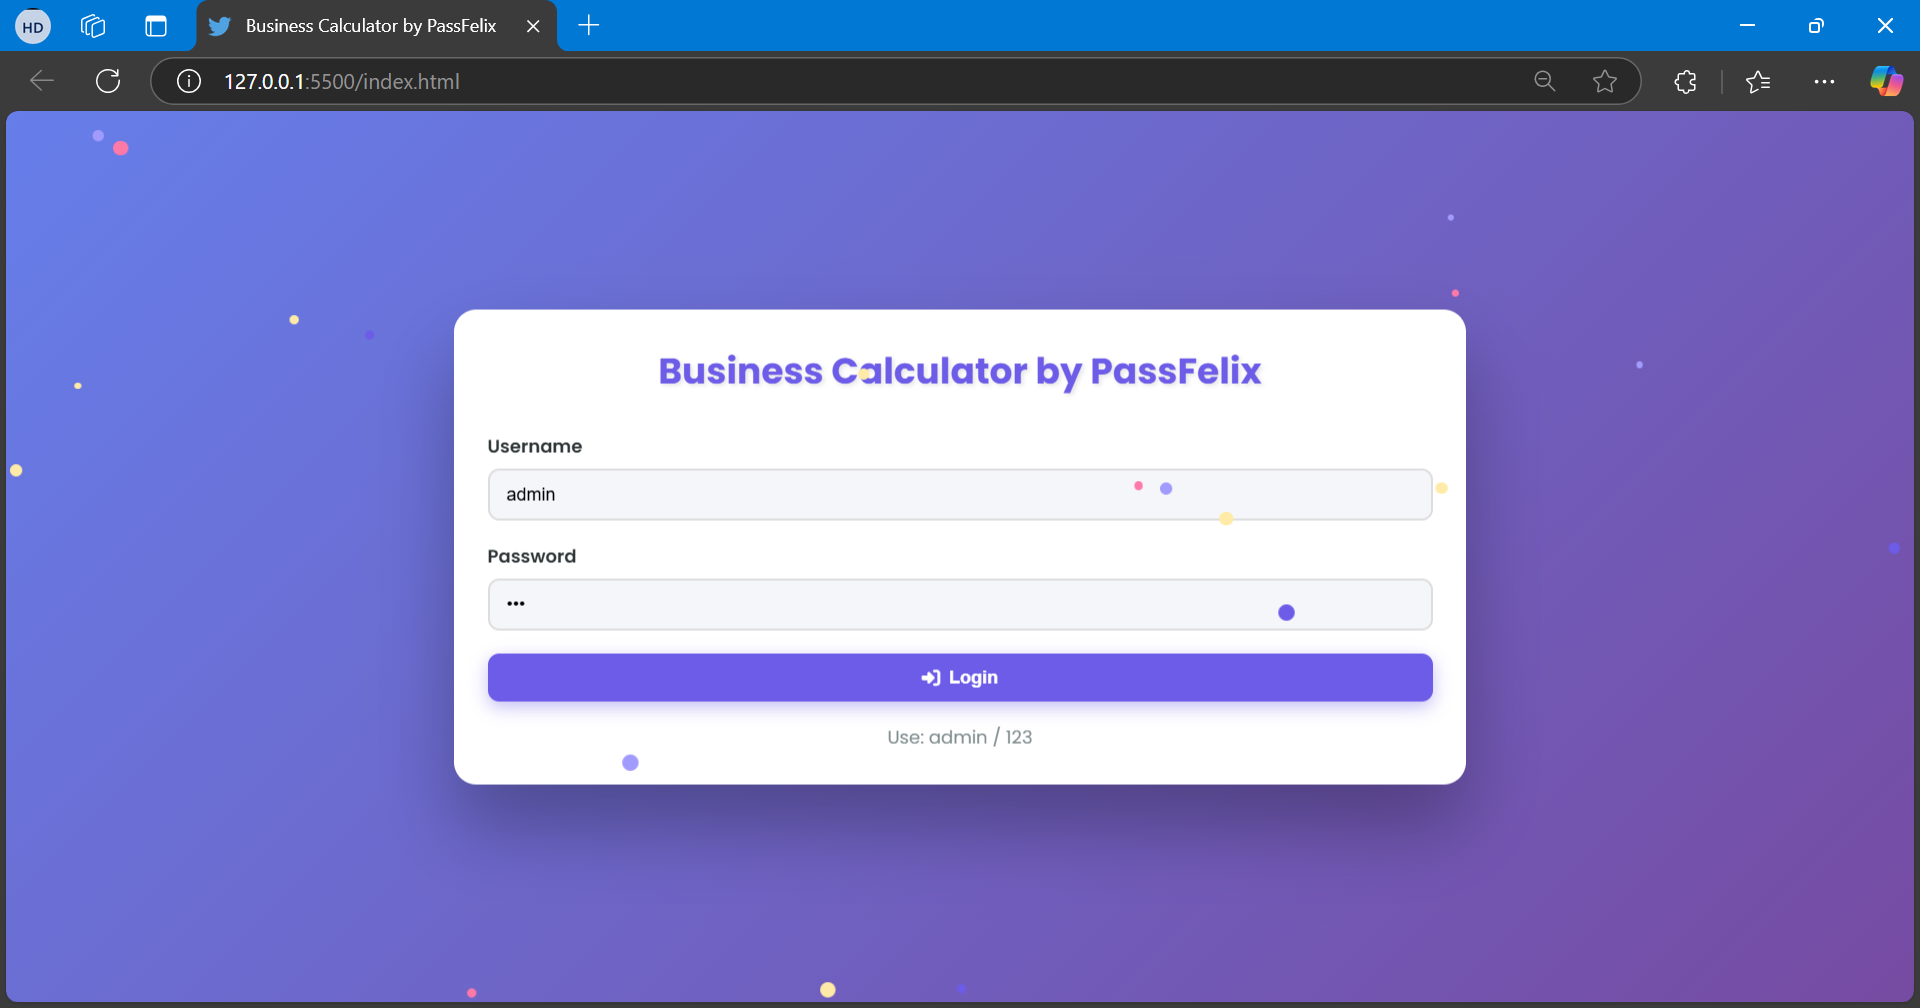 HD
Business Calculator by PassFelix
127.0.0.1:5500/index.html
Business Calculator by PassFelix
Username
admin
Password
•••
Login
Use: admin / 123